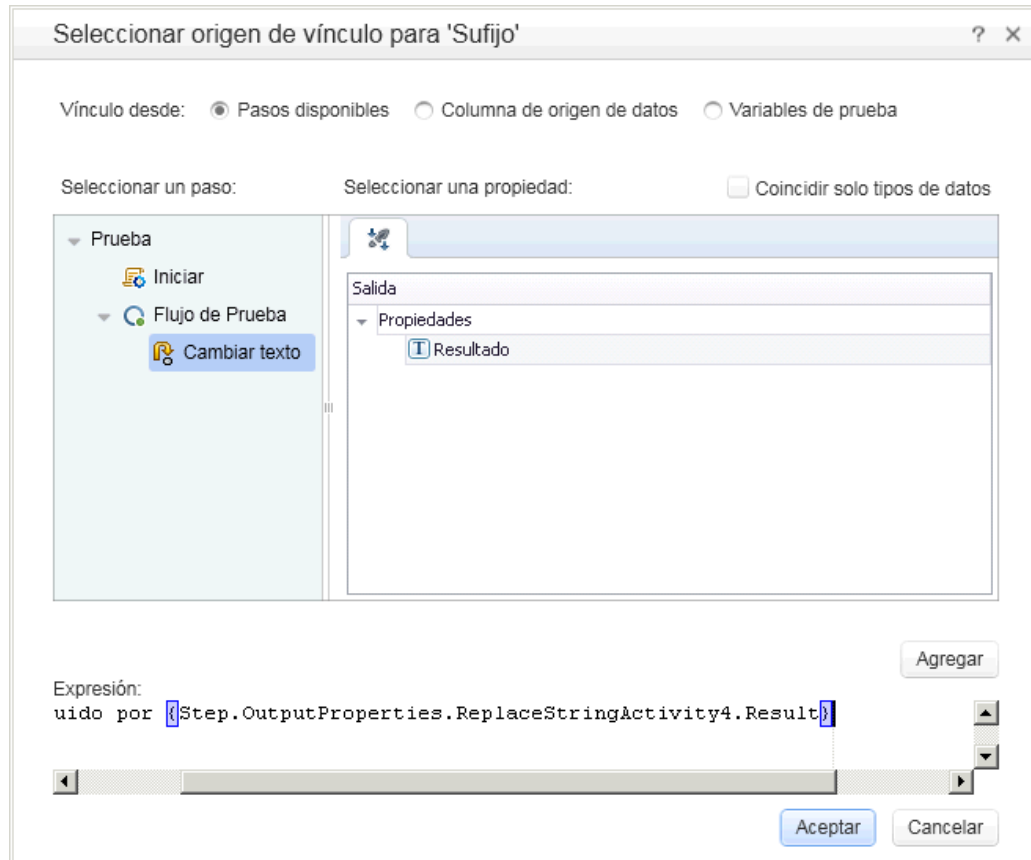 Seleccionar origen de vínculo para 'Sufijo'
Vínculo desde: Pasos disponibles Columna de origen de datos Variables de prueba
Seleccionar un paso: Seleccionar una propiedad: Coincidir solo tipos de datos
Prueba
Iniciar
Flujo de Prueba
Cambiar texto
Salida
Propiedades
Resultado
Agregar
Expresión:
uido por {Step.OutputProperties.ReplaceStringActivity4.Result}
Aceptar Cancelar